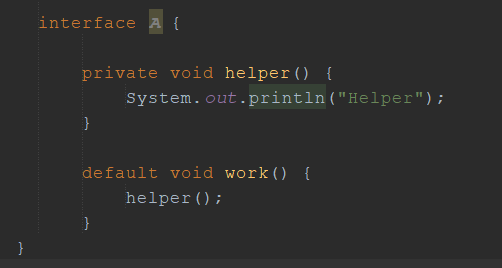 interface A {
private void helper() {
System.out.println("Helper");
}
default void work() {
helper();
}
}